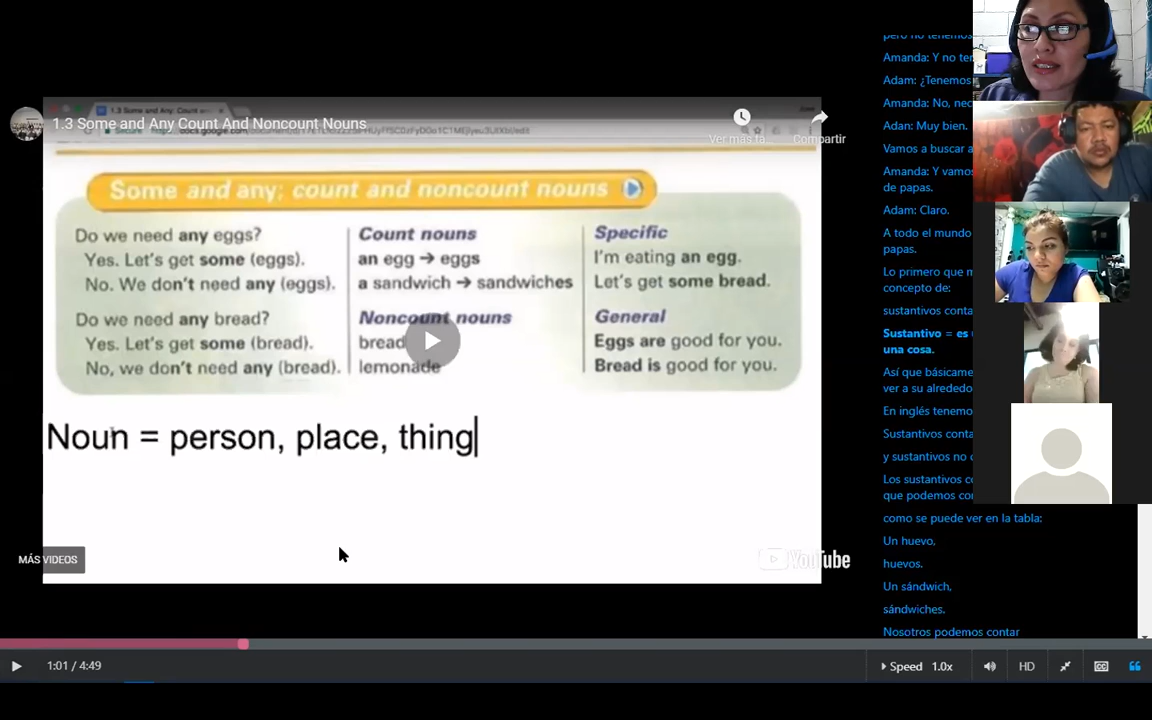 1.3 Some and Any Count And Noncount Nouns
Ver más ta...
Compartir
Some and any; count and noncount nouns
Do we need any eggs?
Yes. Let's get some (eggs).
No. We don't need any (eggs).
Do we need any bread?
Yes. Let's get some (bread).
No, we don't need any (bread).
Count nouns
an egg → eggs
a sandwich → sandwiches
Noncount nouns
bread
lemonade
Specific
I'm eating an egg.
Let's get some bread.
General
Eggs are good for you.
Bread is good for you.
Noun = person, place, thing
MÁS VIDEOS
YouTube
1:01 / 4:49
Speed 1.0x
HD
CC
pero no tenemos
Amanda: Y no
Adam: ¿Tenemos
Amanda: No,
Adan: Muy bien.
Vamos a buscar
Amanda: Y vamos
de papas.
Adam: Claro.
A todo el mundo
papas.
Lo primero que
concepto de:
sustantivos
Sustantivo = es
una cosa.
Así que
ver a su
En inglés
Sustantivos
y sustantivos no
Los sustantivos
que podemos
como se puede ver en la tabla:
Un huevo,
huevos.
Un sándwich,
sándwiches.
Nosotros podemos contar